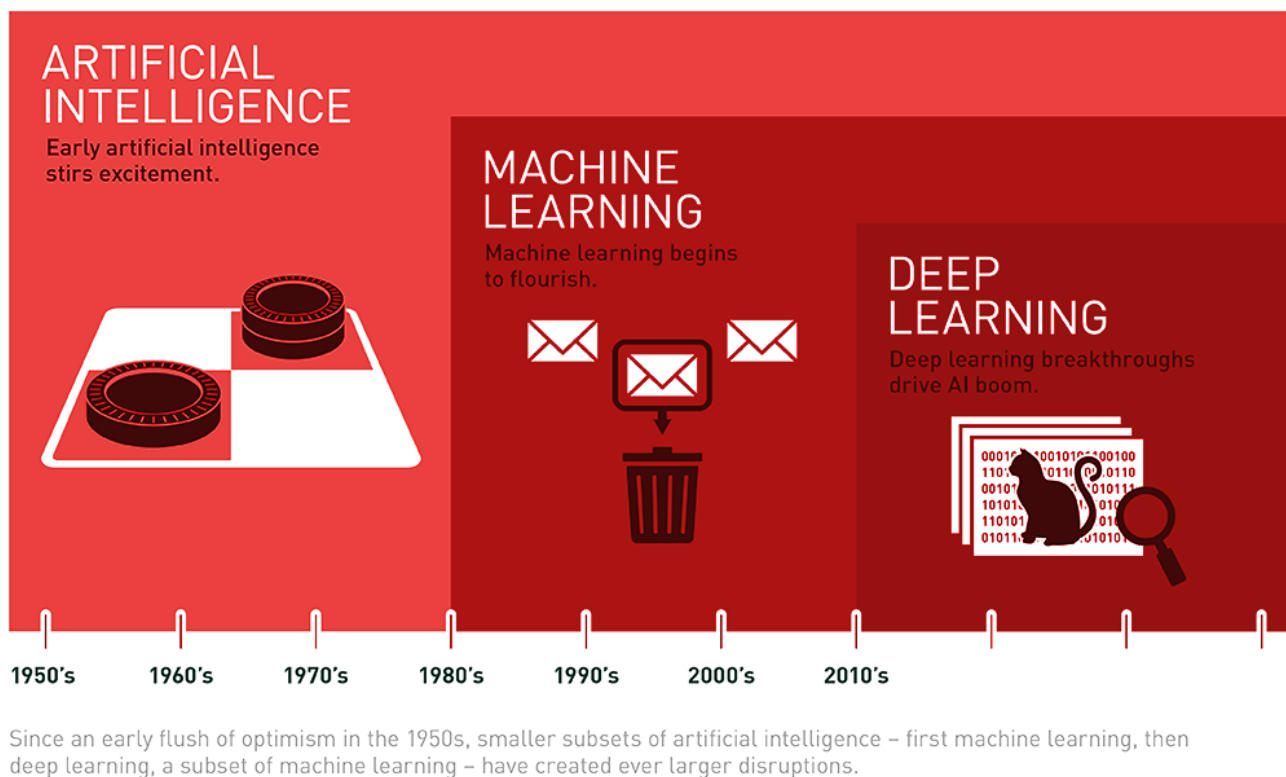 ARTIFICIAL
INTELLIGENCE
Early artificial intelligence
stirs excitement.
MACHINE
LEARNING
Machine learning begins
to flourish.
DEEP
LEARNING
Deep learning breakthroughs
drive AI boom.
1950's 1960's 1970's 1980's 1990's 2000's 2010's
Since an early flush of optimism in the 1950s, smaller subsets of artificial intelligence – first machine learning, then
deep learning, a subset of machine learning – have created ever larger disruptions.